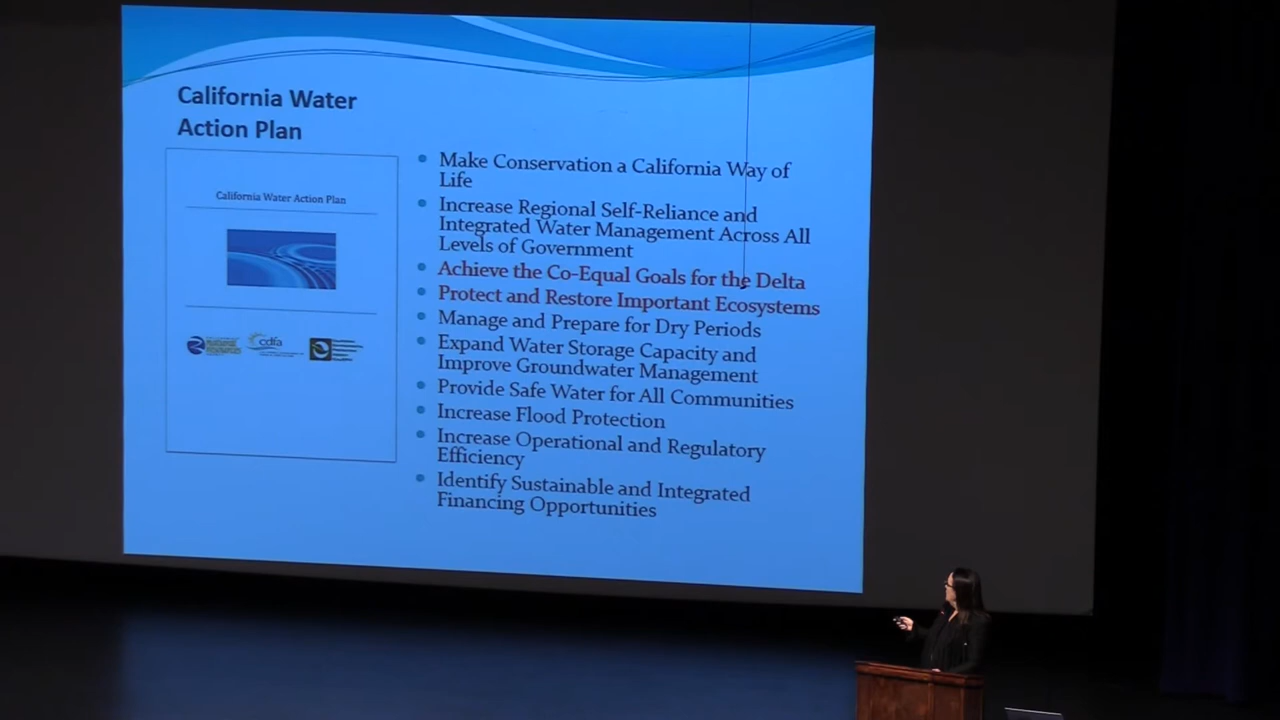 California Water
Action Plan
California Water Action Plan
cdfa
Make Conservation a California Way of
Life
Increase Regional Self-Reliance and
Integrated Water Management Across All
Levels of Government
Achieve the Co-Equal Goals for the Delta
Protect and Restore Important Ecosystems
Manage and Prepare for Dry Periods
Expand Water Storage Capacity and
Improve Groundwater Management
Provide Safe Water for All Communities
Increase Flood Protection
Increase Operational and Regulatory
Efficiency
Identify Sustainable and Integrated
Financing Opportunities